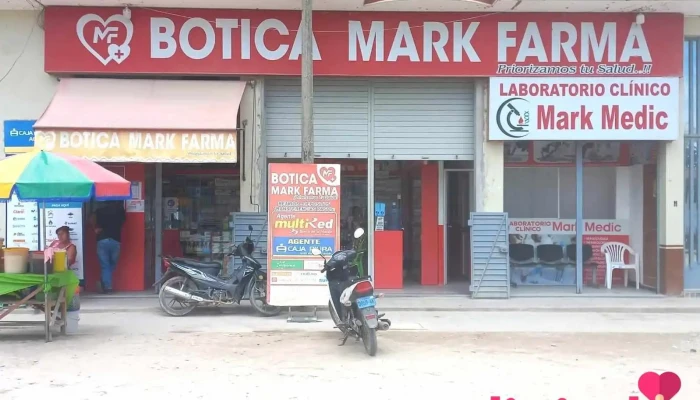 MF
BOTICA MARK FARMA
Priorizamos tu Salud...!!
LABORATORIO CLÍNICO
Mark Medic
BOTICA MARK FARMA
BOTICA
MARK FARMA
Agente
multiRed
AGENTE
CAJA PIURA
LABORATORIO CLÍNICO
Mark Medic